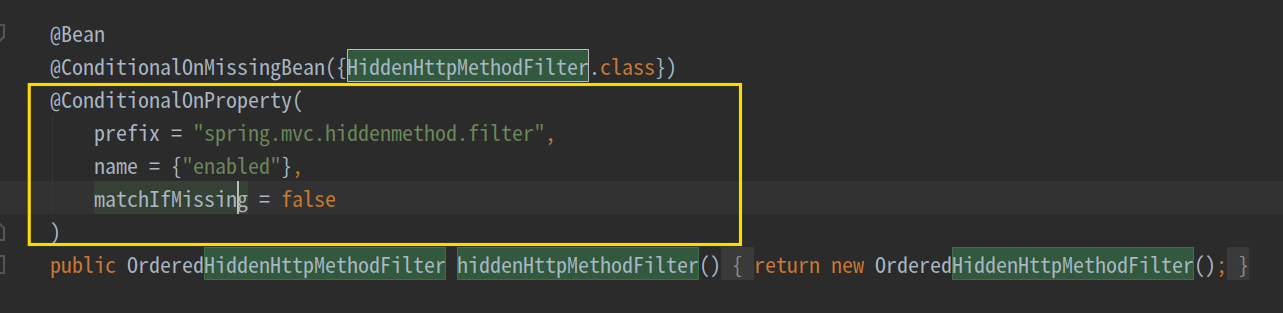 @Bean
@ConditionalOnMissingBean({HiddenHttpMethodFilter.class})
@ConditionalOnProperty(
prefix = "spring.mvc.hiddenmethod.filter",
name = {"enabled"},
matchIfMissing = false
)
public OrderedHiddenHttpMethodFilter hiddenHttpMethodFilter() { return new OrderedHiddenHttpMethodFilter(); }